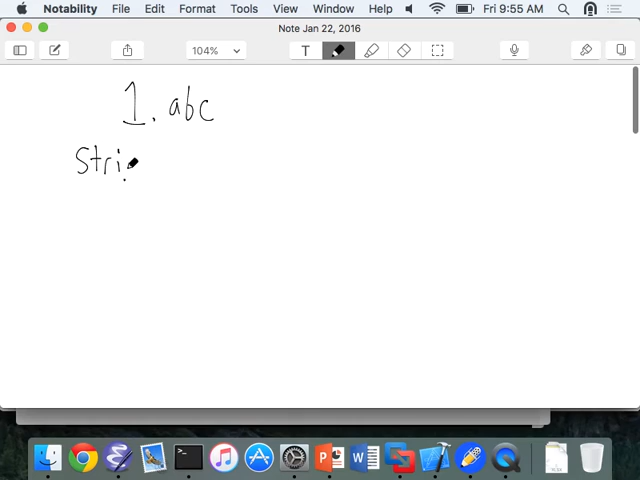 Notability File Edit Format Tools View Window Help Fri 9:55 AM
Note Jan 22, 2016
104% T
1. abc
Stri